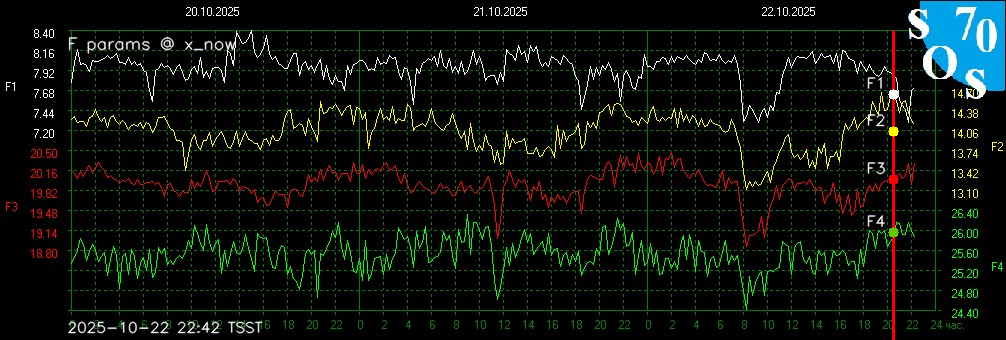 20.10.2025 21.10.2025 22.10.2025
SOS 70
F params @ x_now
F1
8.40
8.16
7.92
7.68
7.44
7.20
F3
20.50
20.16
19.82
19.48
19.14
18.80
F1
F2
F3
F4
14.38
14.06
13.74
13.42
13.10
F2
26.40
26.00
25.60
25.20
24.80
24.40
F4
2025-10-22 22:42 TSST
16 18 20 22 0 2 4 6 8 10 12 14 16 18 20 22 0 2 4 6 8 10 12 14 16 18 20 22 24 час.